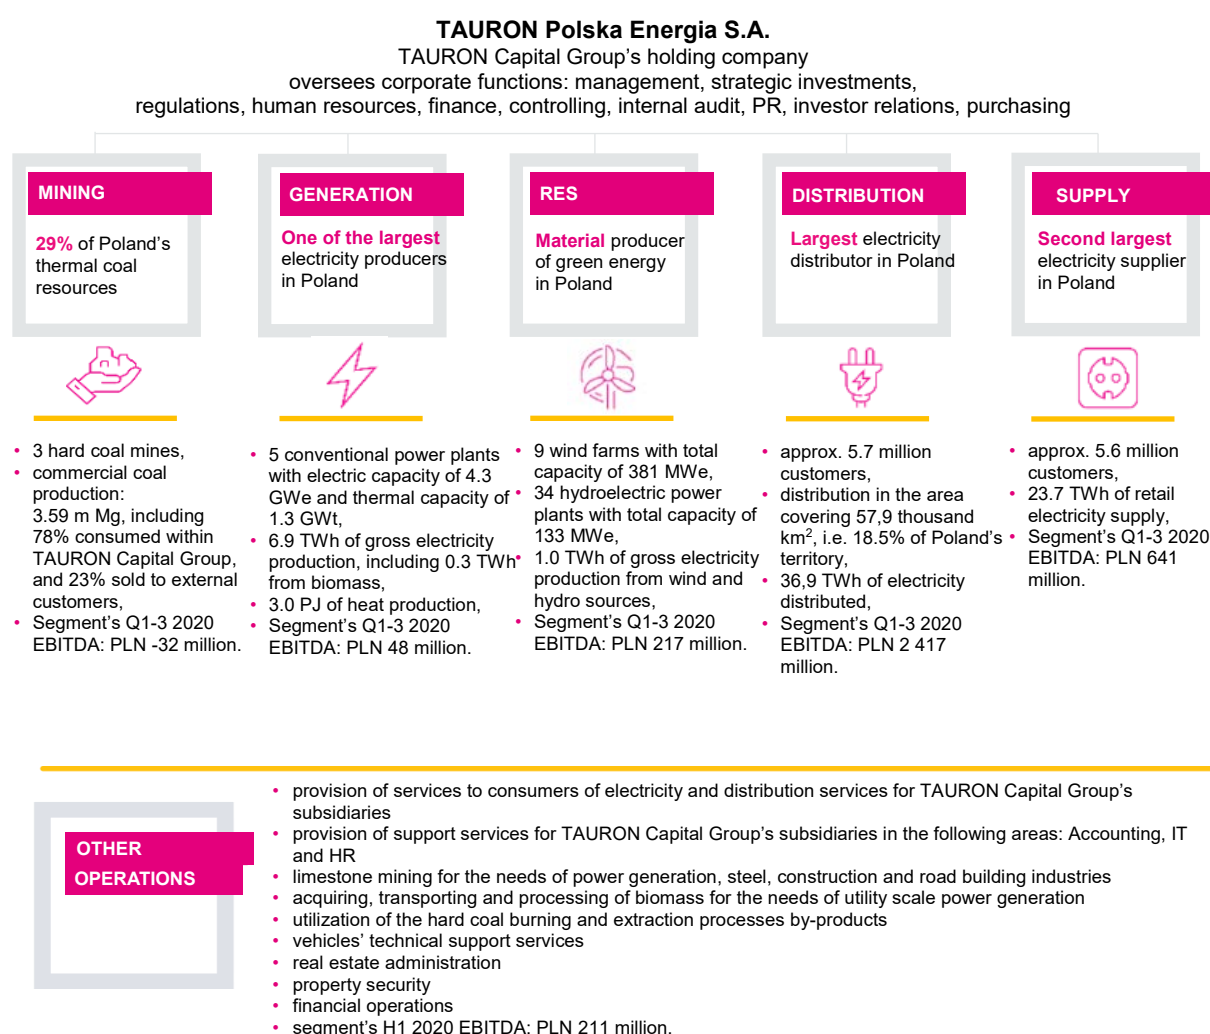 TAURON Polska Energia S.A.
TAURON Capital Group's holding company
oversees corporate functions: management, strategic investments,
regulations, human resources, finance, controlling, internal audit, PR, investor relations, purchasing
MINING
29% of Poland's
thermal coal
resources
• 3 hard coal mines,
• commercial coal
production:
3.59 m Mg, including
78% consumed within
TAURON Capital Group,
and 23% sold to external
customers,
• Segment's Q1-3 2020
EBITDA: PLN -32 million.
GENERATION
One of the largest
electricity producers
in Poland
• 5 conventional power plants
with electric capacity of 4.3
GWe and thermal capacity of
1.3 GWt,
• 6.9 TWh of gross electricity
production, including 0.3 TWh
from biomass,
• 3.0 PJ of heat production,
• Segment's Q1-3 2020
EBITDA: PLN 48 million.
RES
Material producer
of green energy
in Poland
• 9 wind farms with total
capacity of 381 MWe,
• 34 hydroelectric power
plants with total capacity of
133 MWe,
• 1.0 TWh of gross electricity
production from wind and
hydro sources,
• Segment's Q1-3 2020
EBITDA: PLN 217 million.
DISTRIBUTION
Largest electricity
distributor in Poland
• approx. 5.7 million
customers,
• distribution in the area
covering 57,9 thousand
km², i.e. 18.5% of Poland's
territory,
• 36,9 TWh of electricity
distributed,
• Segment's Q1-3 2020
EBITDA: PLN 2 417
million.
SUPPLY
Second largest
electricity supplier
in Poland
• approx. 5.6 million
customers,
• 23.7 TWh of retail
electricity supply,
• Segment's Q1-3 2020
EBITDA: PLN 641
million.
OTHER
OPERATIONS
• provision of services to consumers of electricity and distribution services for TAURON Capital Group's
subsidiaries
• provision of support services for TAURON Capital Group's subsidiaries in the following areas: Accounting, IT
and HR
• limestone mining for the needs of power generation, steel, construction and road building industries
• acquiring, transporting and processing of biomass for the needs of utility scale power generation
• utilization of the hard coal burning and extraction processes by-products
• vehicles' technical support services
• real estate administration
• property security
• financial operations
• segment's H1 2020 EBITDA: PLN 211 million.